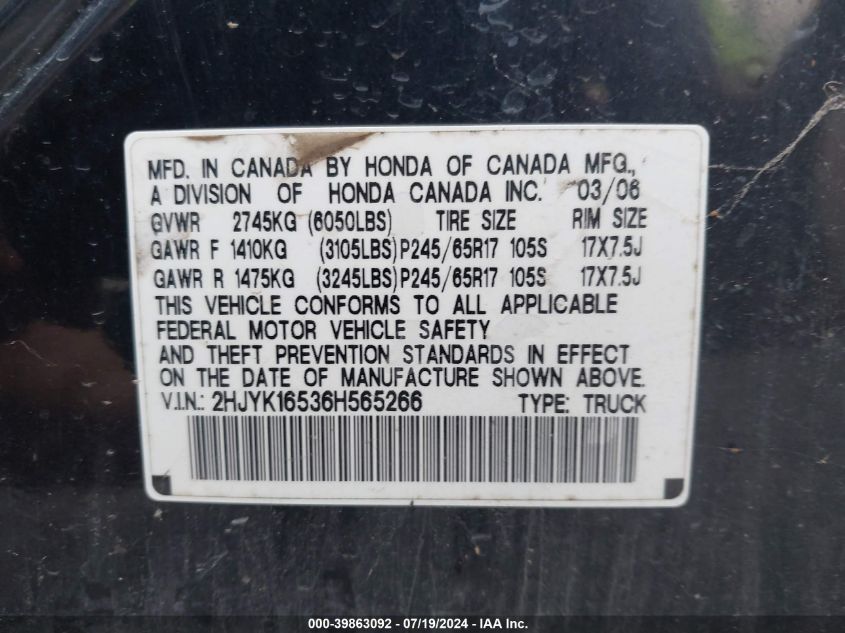 MFD. IN CANADA BY HONDA OF CANADA MFG.,
A DIVISION OF HONDA CANADA INC. 03/06
GVWR 2745KG (6050LBS) TIRE SIZE RIM SIZE
GAWR F 1410KG (3105LBS) P245/65R17 105S 17X7.5J
GAWR R 1475KG (3245LBS) P245/65R17 105S 17X7.5J
THIS VEHICLE CONFORMS TO ALL APPLICABLE
FEDERAL MOTOR VEHICLE SAFETY
AND THEFT PREVENTION STANDARDS IN EFFECT
ON THE DATE OF MANUFACTURE SHOWN ABOVE.
V.I.N.: 2HJYK16536H565266 TYPE: TRUCK
000-39863092 - 07/19/2024 - IAA Inc.